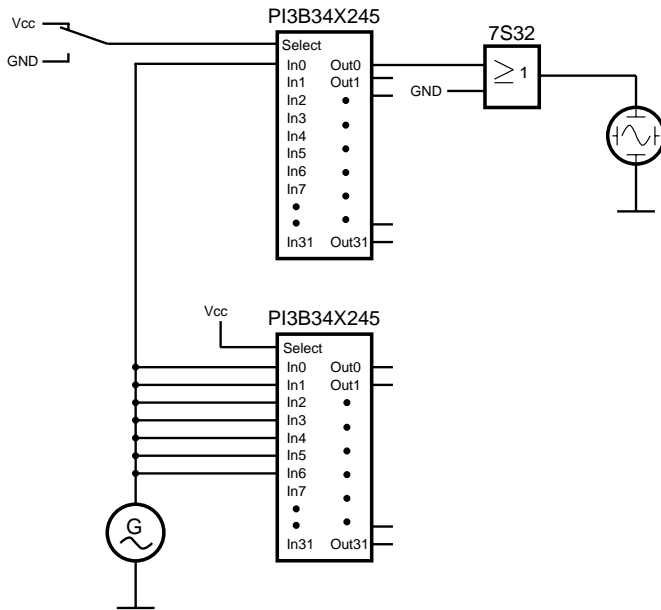 PI3B34X245
Vcc
GND
Select
In0 Out0
In1 Out1
In2
In3
In4
In5
In6
In7
In31 Out31
7S32
≥ 1
GND
Vcc
PI3B34X245
Select
In0 Out0
In1 Out1
In2
In3
In4
In5
In6
In7
In31 Out31
G